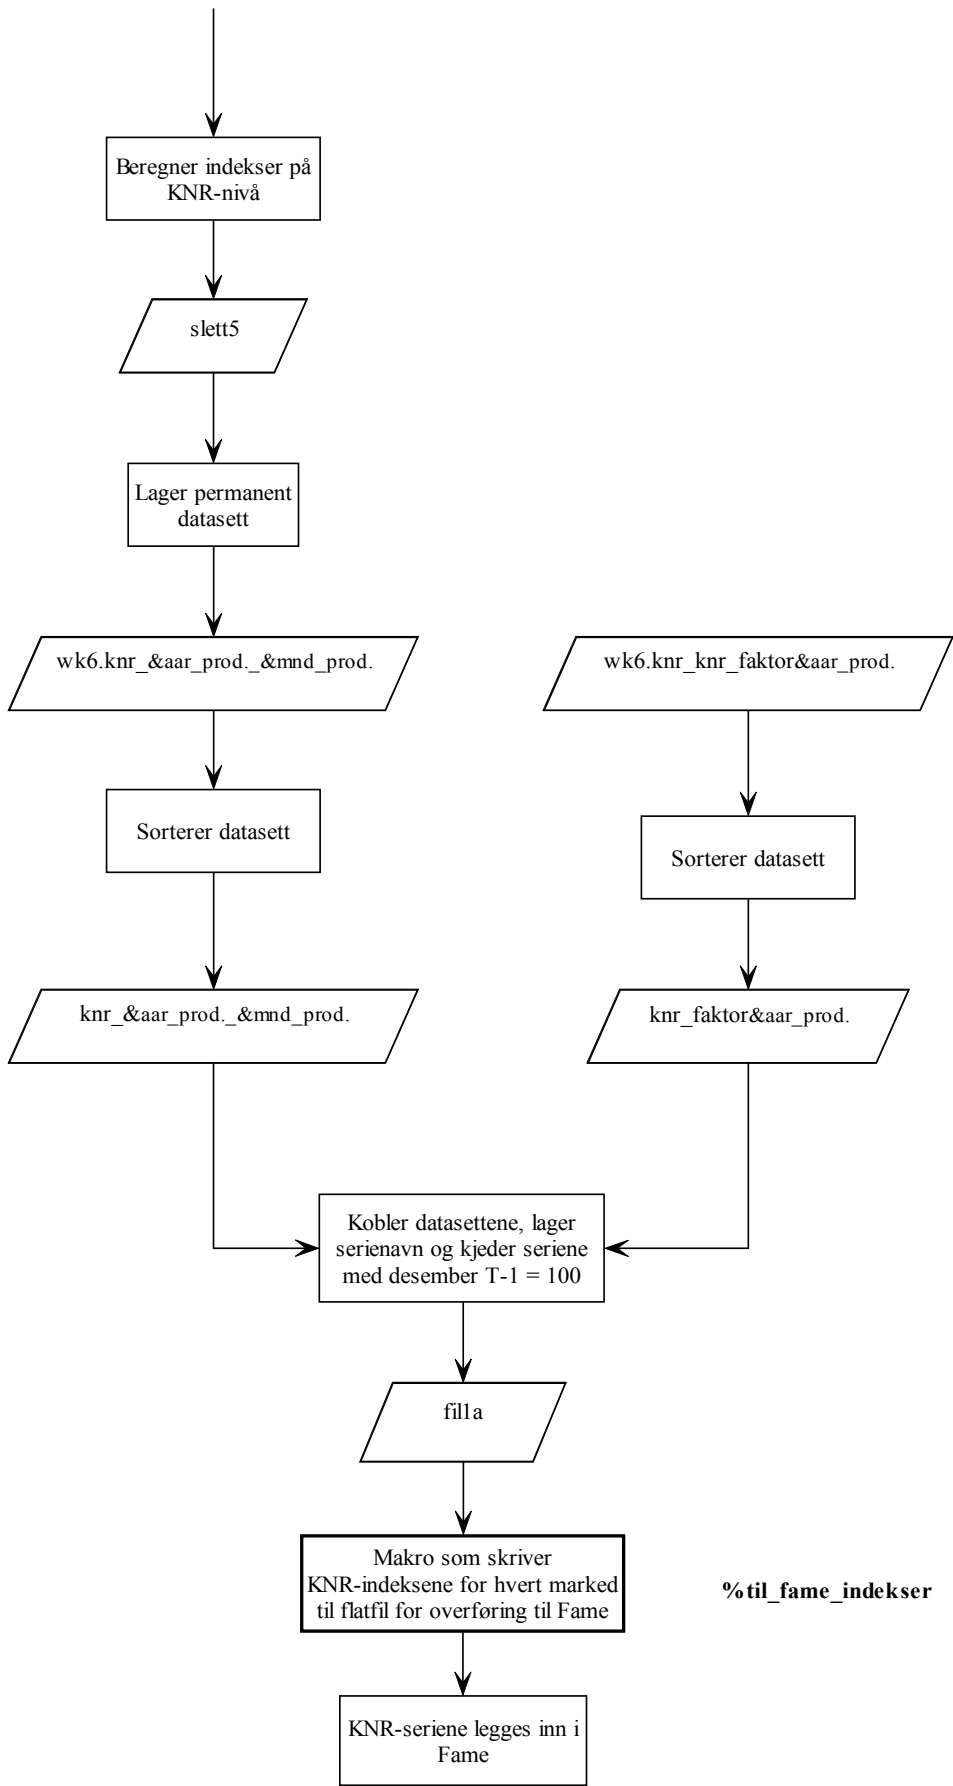 Beregner indekser på
KNR-nivå
slett5
Lager permanent
datasett
wk6.knr_&aar_prod._&mnd_prod.
wk6.knr_knr_faktor&aar_prod.
Sorterer datasett
Sorterer datasett
knr_&aar_prod._&mnd_prod.
knr_faktor&aar_prod.
Kobler datasettene, lager
serienavn og kjeder seriene
med desember T-1 = 100
fil1a
Makro som skriver
KNR-indeksene for hvert marked
til flatfil for overføring til Fame
%til_fame_indekser
KNR-seriene legges inn i
Fame